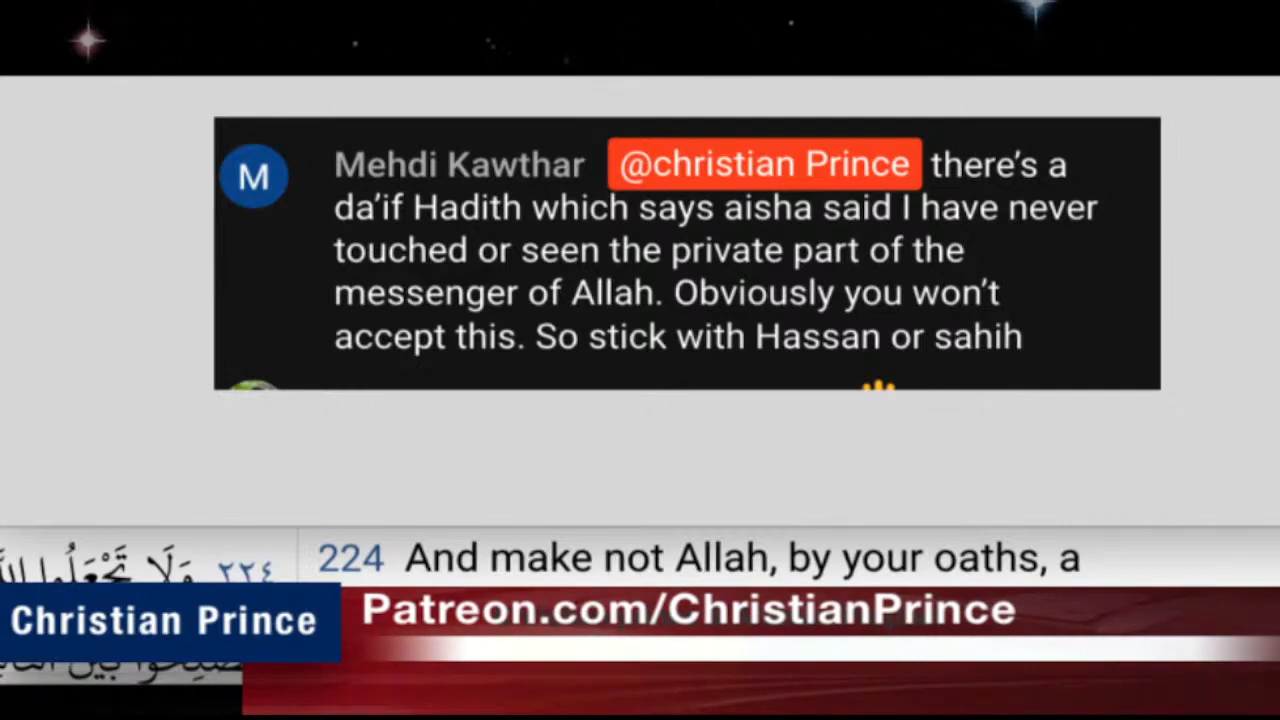 M
Mehdi Kawthar @christian Prince there's a
da'if Hadith which says aisha said I have never
touched or seen the private part of the
messenger of Allah. Obviously you won't
accept this. So stick with Hassan or sahih
224 And make not Allah, by your oaths, a
٢٢٤ وَلَا تَجْعَلُوا
Christian Prince
Patreon.com/ChristianPrince